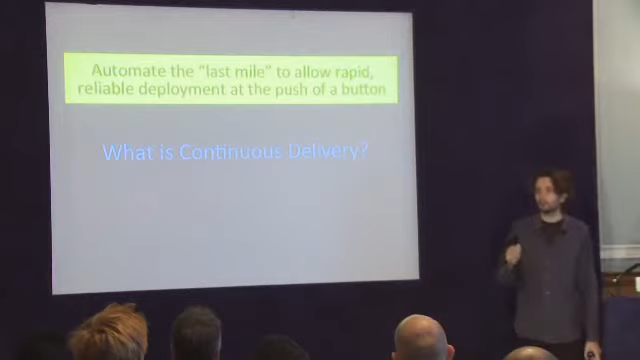 Automate the “last mile” to allow rapid,
reliable deployment at the push of a button
What is Continuous Delivery?